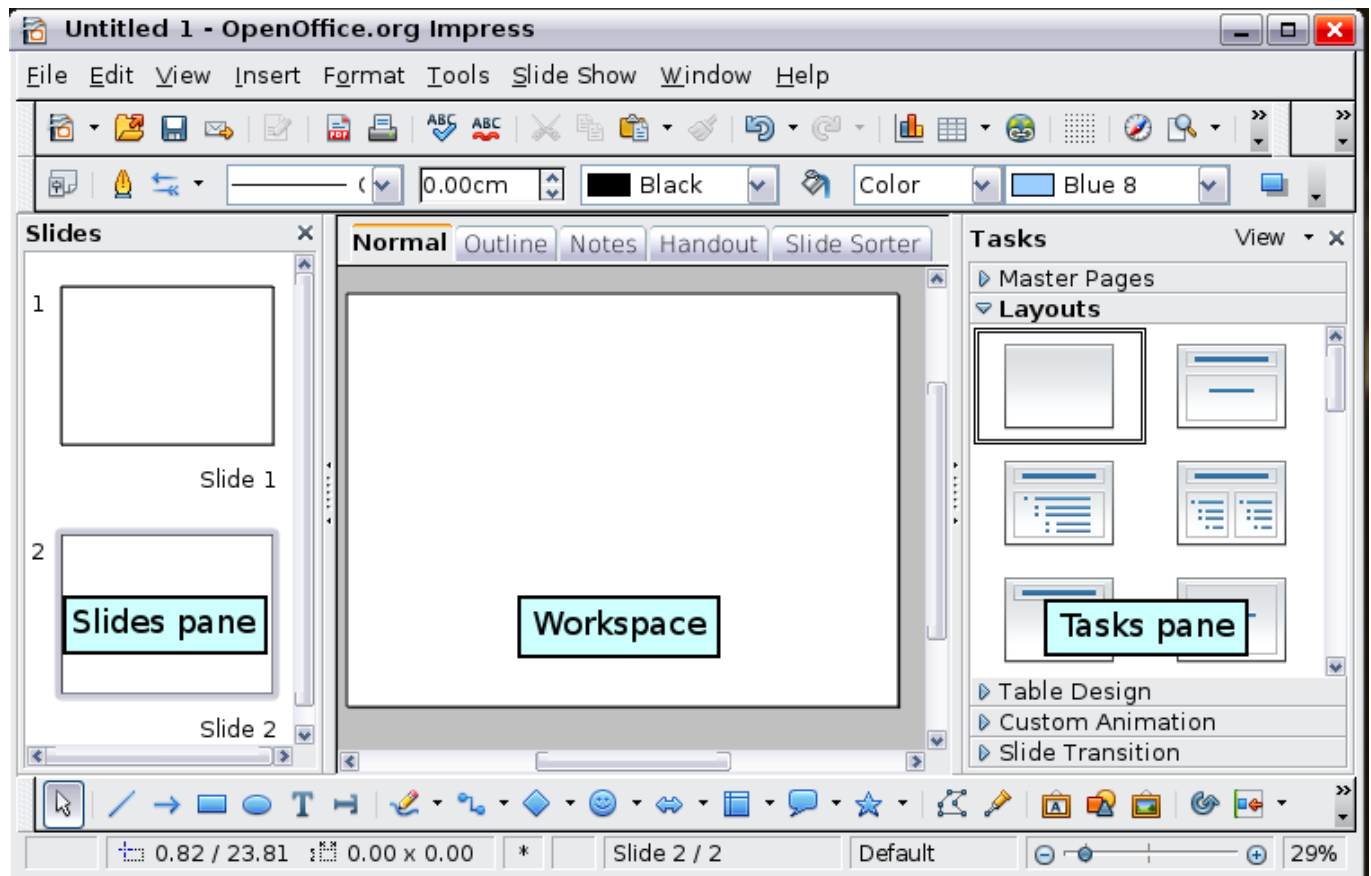 Untitled 1 - OpenOffice.org Impress
File Edit View Insert Format Tools Slide Show Window Help
PDF ABC ABC
0.00cm Black Color Blue 8
Slides
Normal Outline Notes Handout Slide Sorter
Tasks View
Master Pages
Layouts
1
Slide 1
2
Slides pane
Workspace
Tasks pane
Slide 2
Table Design
Custom Animation
Slide Transition
T A
0.82 / 23.81 0.00 x 0.00 * Slide 2 / 2 Default 29%